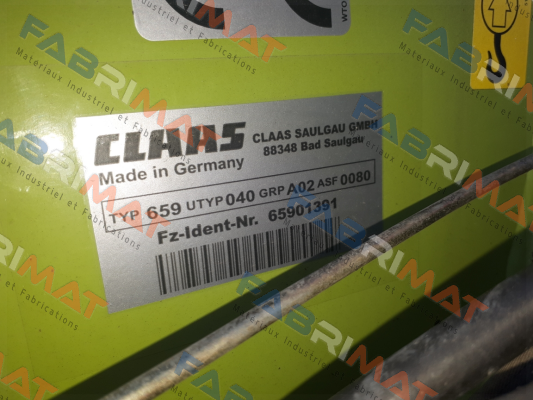 WTO
CLAAS
CLAAS SAULGAU GMBH
88348 Bad Saulgau
Made in Germany
TYP 659 UTYP 040 GRP A02 ASF 0080
Fz-Ident-Nr. 65901391
FABRIMAT
Materiaux Industriel et Fabrications